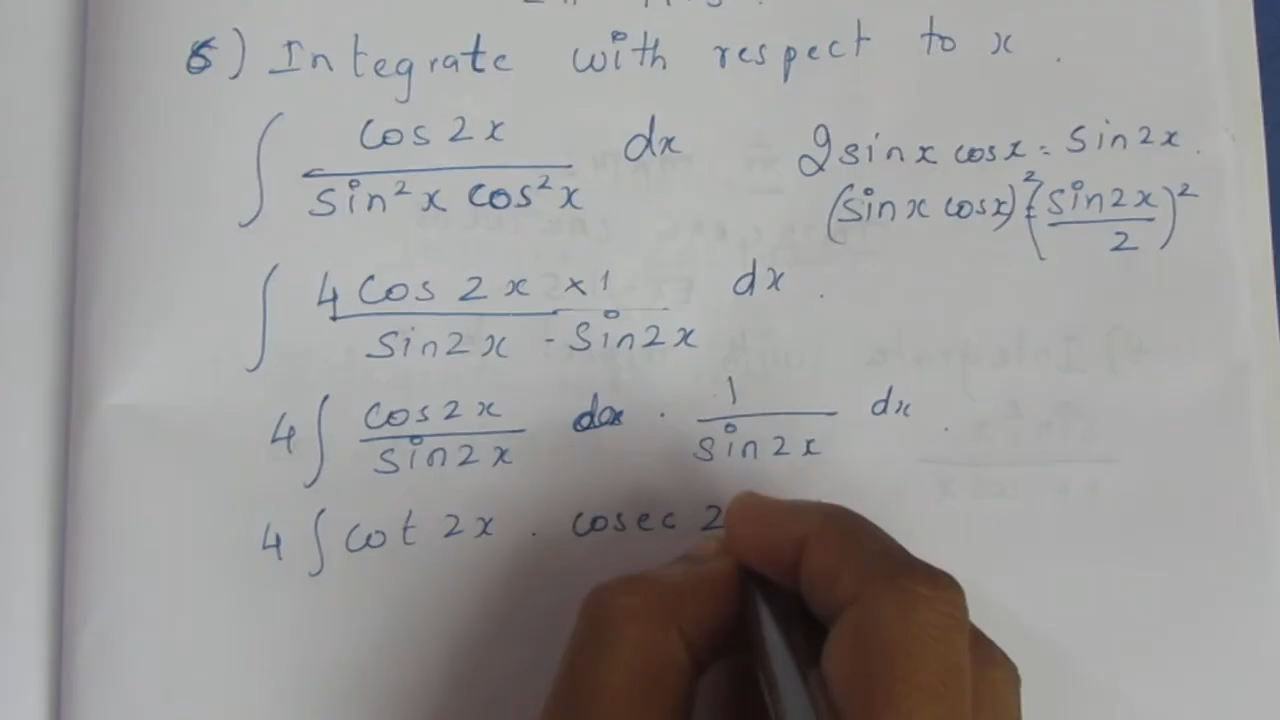 6) Integrate with respect to x .
∫ cos 2x / sin²x cos²x dx
2 sin x cos x = sin 2x .
(sin x cos x)² = (sin 2x / 2)²
∫ 4 cos 2x × 1 / sin 2x - sin 2x dx .
4 ∫ cos 2x / sin 2x dx . 1 / sin 2x dx .
4 ∫ cot 2x . cosec 2